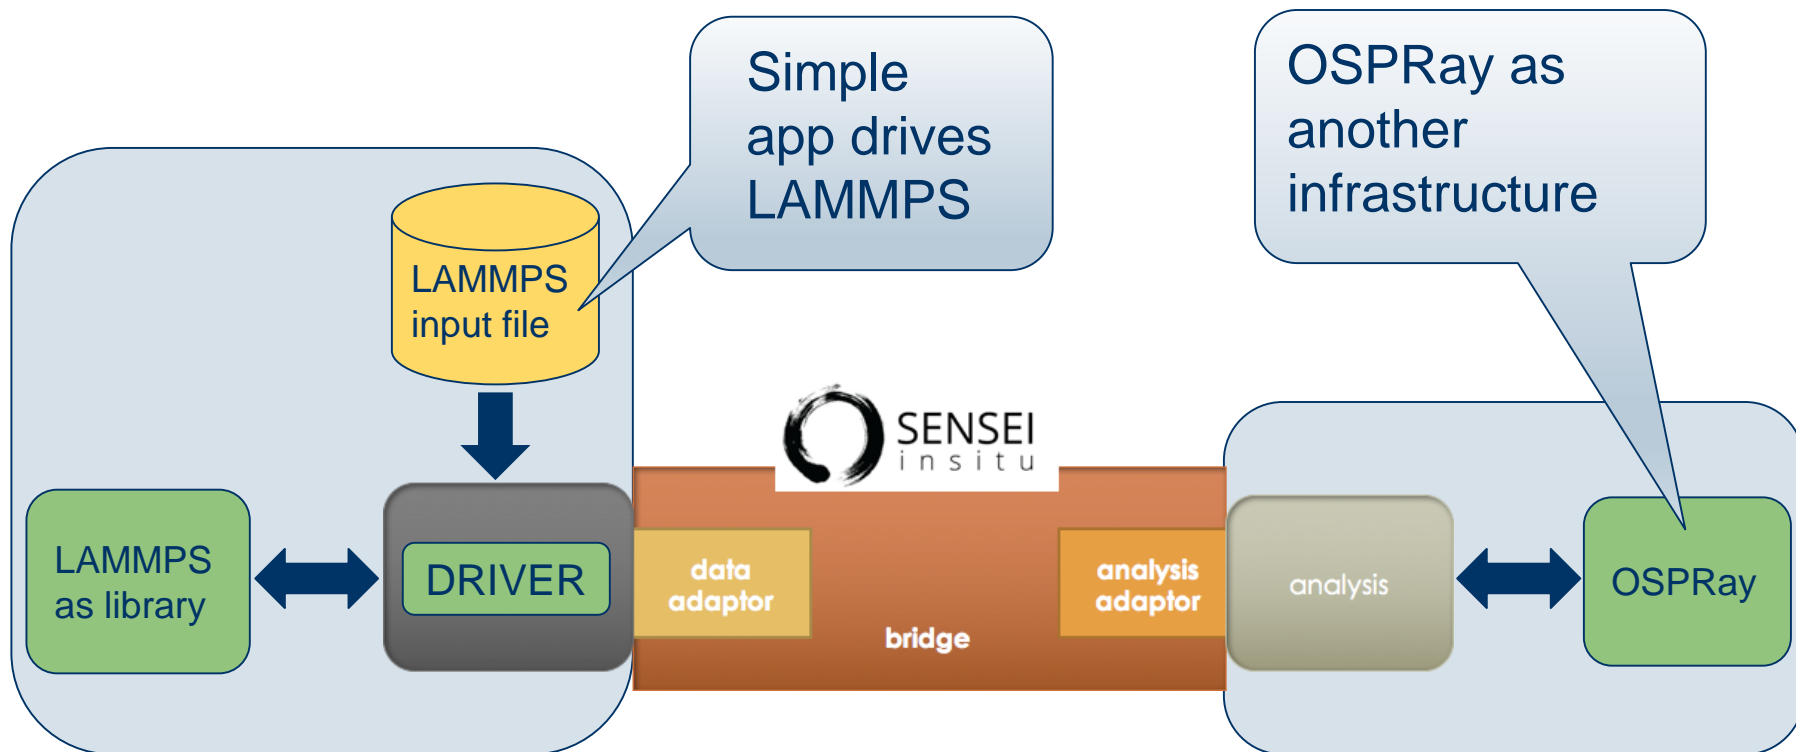 Simple
app drives
LAMMPS
OSPRay as
another
infrastructure
LAMMPS
input file
SENSEI
insitu
LAMMPS
as library
DRIVER
data
adaptor
bridge
analysis
adaptor
analysis
OSPRay